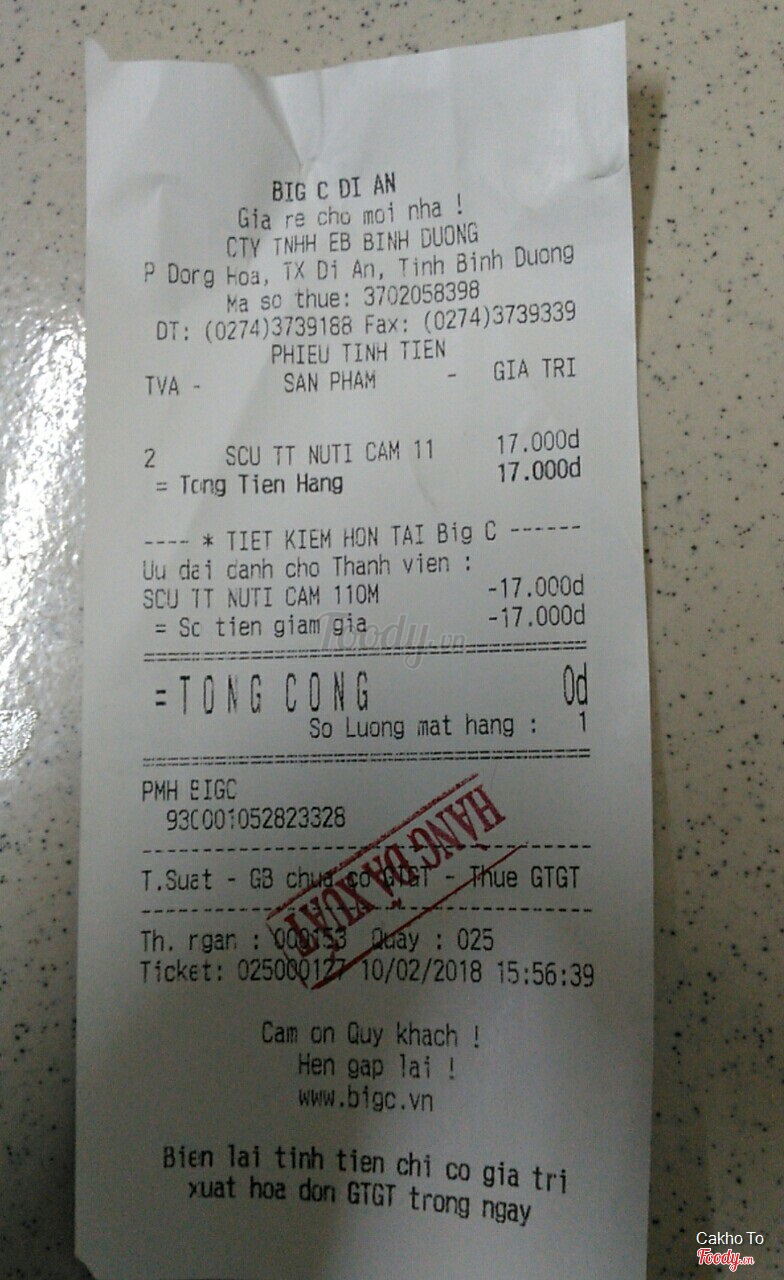 BIG C DI AN
Gia re cho moi nha !
CTY TNHH EB BINH DUONG
P Dorg Hoa, TX Di An, Tinh Binh Duong
Ma so thue: 3702058398
DT: (0274)3739188 Fax: (0274)3739339
PHIEU TINH TIEN
TVA - SAN PHAM - GIA TRI
2 SCU TT NUTI CAM 11 17.000d
= Tong Tien Hang 17.000d
---- * TIET KIEM HON TAI Big C ------
Uu dai danh cho Thanh vien :
SCU TT NUTI CAM 110M -17.000d
= So tien giam gia -17.000d
Foody.vn
=TONG CONG 0d
So Luong mat hang : 1
PMH BIGC
930001052823328
HÀNG ĐÃ XUẤT
T.Suat - GB chua co GTGT - Thue GTGT
Th. rgan : 000153 Quay : 025
Ticket: 025000127 10/02/2018 15:56:39
Cam on Quy khach !
Hen gap lai !
www.bigc.vn
Bien lai tinh tien chi co gia tri
xuat hoa don GTGT trong ngay
Cakho To
Foody.vn